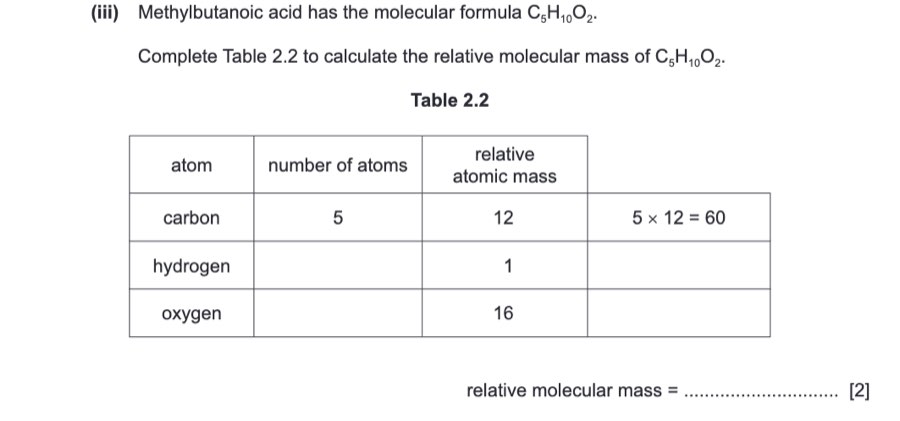 (iii) Methylbutanoic acid has the molecular formula C₅H₁₀O₂.
Complete Table 2.2 to calculate the relative molecular mass of C₅H₁₀O₂.
Table 2.2
atom number of atoms relative atomic mass
carbon 5 12 5 × 12 = 60
hydrogen 1
oxygen 16
relative molecular mass = ............................... [2]